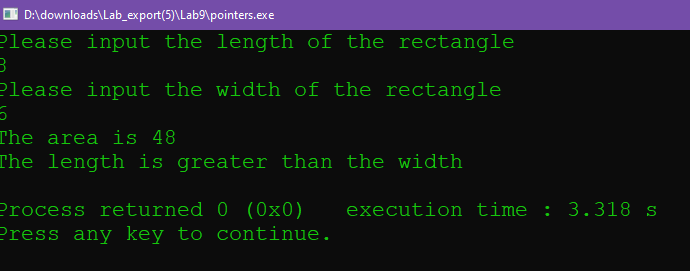 D:\downloads\Lab_export(5)\Lab9\pointers.exe
Please input the length of the rectangle
8
Please input the width of the rectangle
6
The area is 48
The length is greater than the width
Process returned 0 (0x0)   execution time : 3.318 s
Press any key to continue.